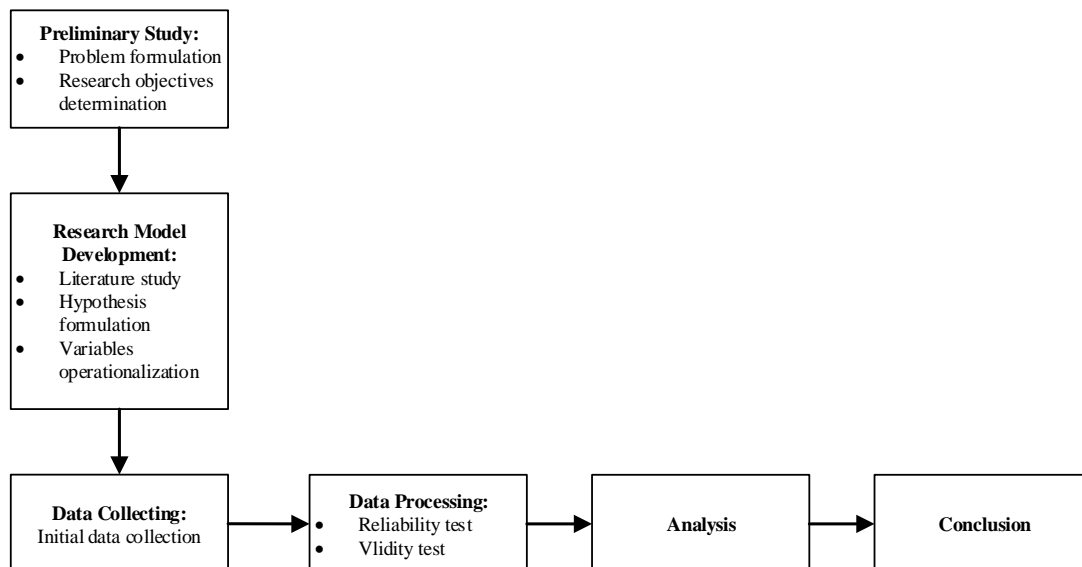 Preliminary Study:
• Problem formulation
• Research objectives
determination
Research Model
Development:
• Literature study
• Hypothesis
formulation
• Variables
operationalization
Data Collecting:
Initial data collection
Data Processing:
• Reliability test
• Vlidity test
Analysis
Conclusion